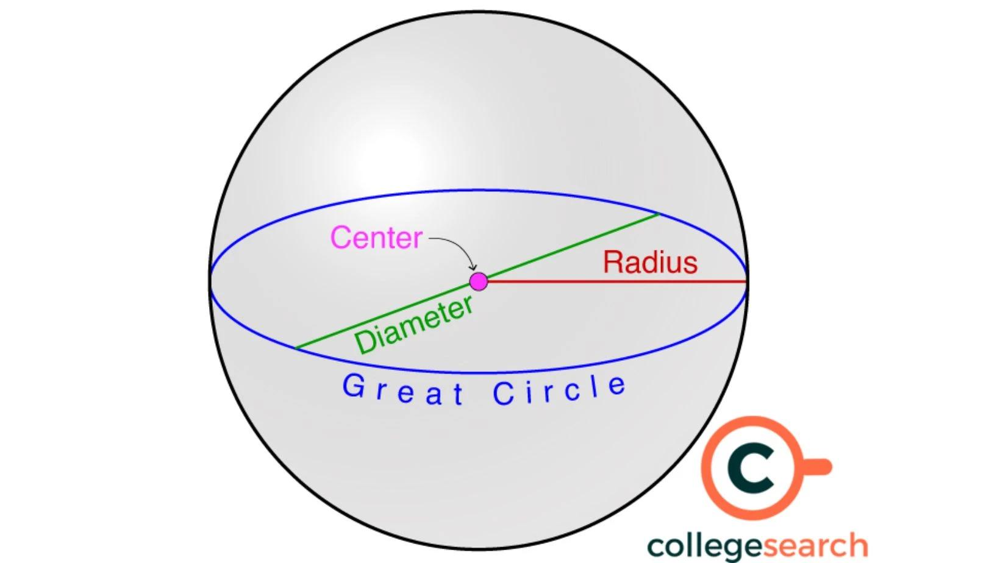 Center
Radius
Diameter
Great Circle
C
collegesearch